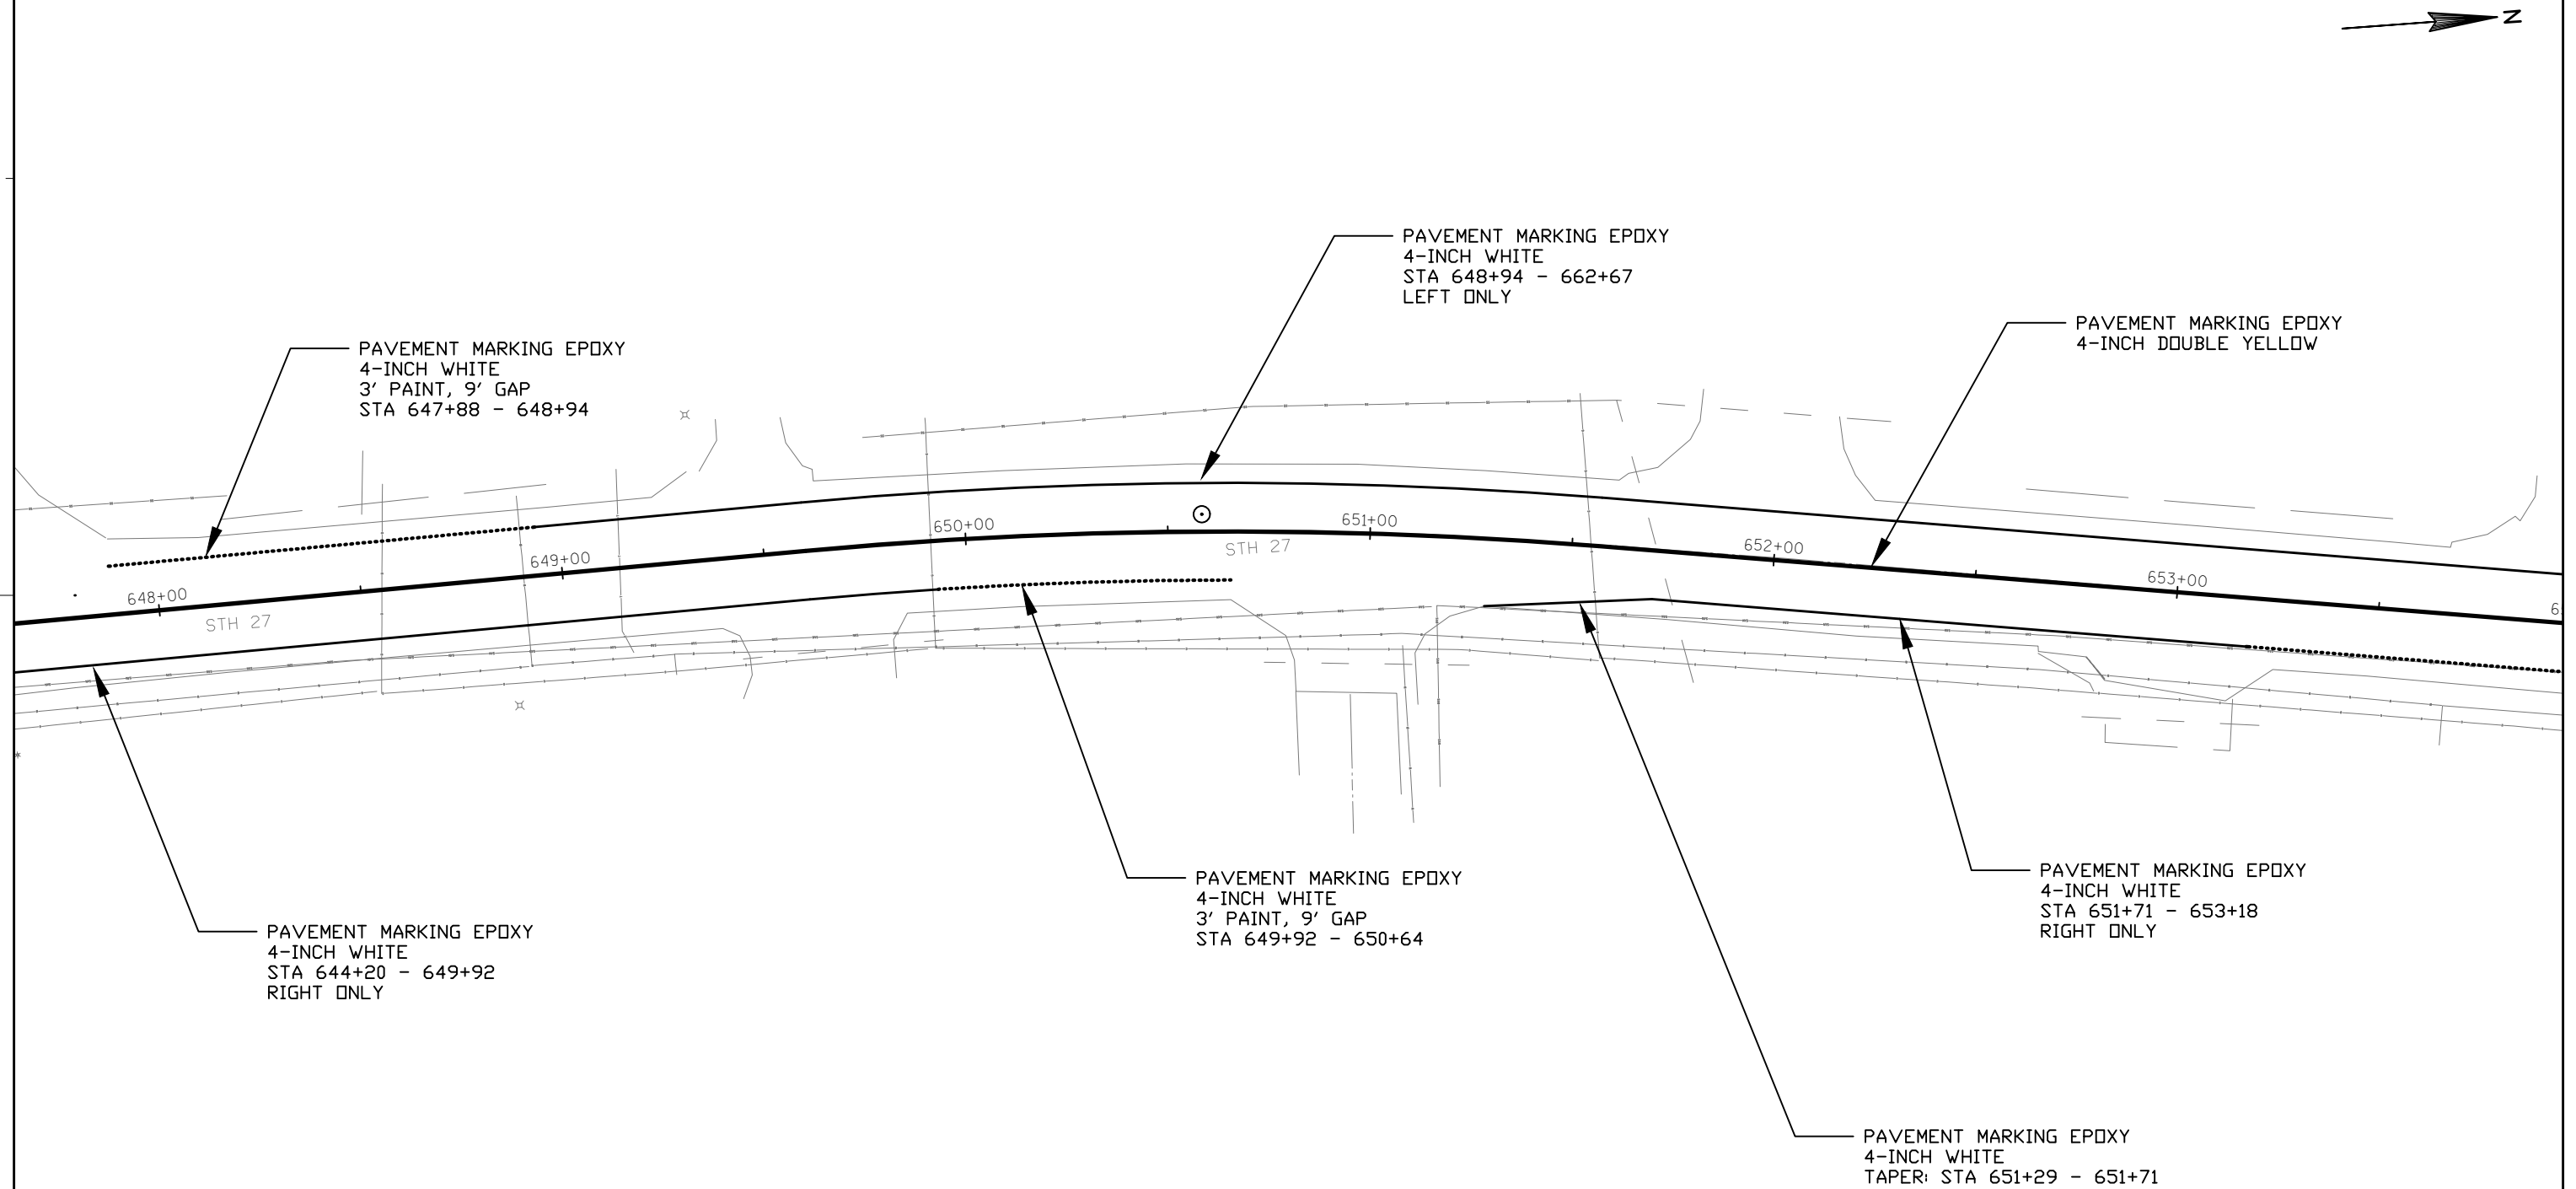 N
PAVEMENT MARKING EPOXY
4-INCH WHITE
STA 648+94 - 662+67
LEFT ONLY
PAVEMENT MARKING EPOXY
4-INCH DOUBLE YELLOW
PAVEMENT MARKING EPOXY
4-INCH WHITE
3' PAINT, 9' GAP
STA 647+88 - 648+94
648+00
649+00
650+00
651+00
652+00
653+00
STH 27
STH 27
PAVEMENT MARKING EPOXY
4-INCH WHITE
STA 644+20 - 649+92
RIGHT ONLY
PAVEMENT MARKING EPOXY
4-INCH WHITE
3' PAINT, 9' GAP
STA 649+92 - 650+64
PAVEMENT MARKING EPOXY
4-INCH WHITE
STA 651+71 - 653+18
RIGHT ONLY
PAVEMENT MARKING EPOXY
4-INCH WHITE
TAPER: STA 651+29 - 651+71